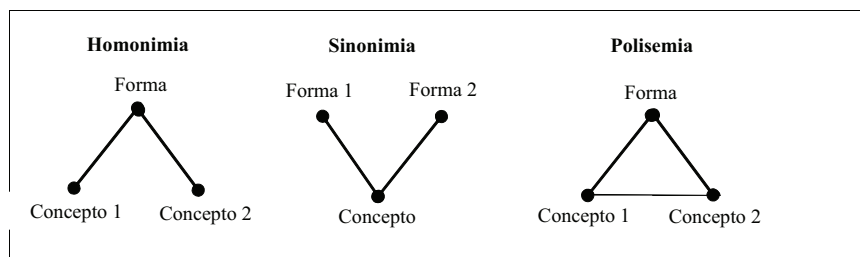 Homonimia
Forma
Concepto 1
Concepto 2
Sinonimia
Forma 1
Forma 2
Concepto
Polisemia
Forma
Concepto 1
Concepto 2